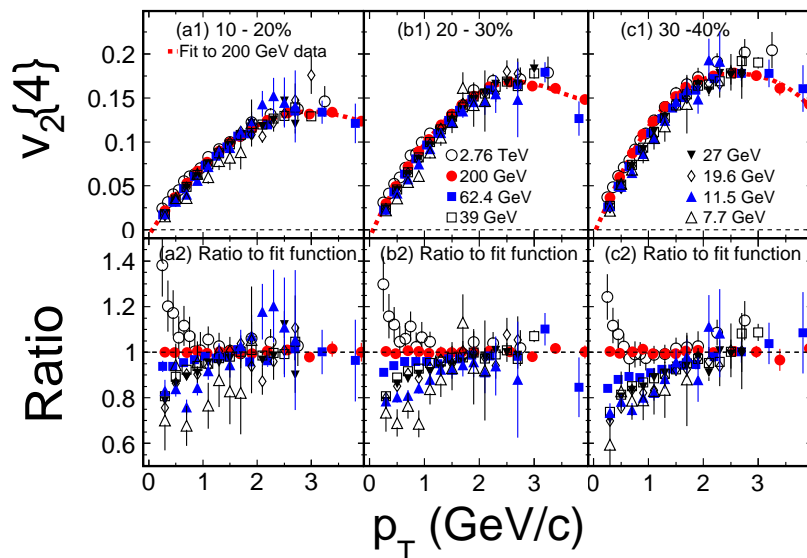 (a1) 10 - 20%
(b1) 20 - 30%
(c1) 30 -40%
Fit to 200 GeV data
v2{4}
0.2
0.15
0.1
0.05
0
2.76 TeV
200 GeV
62.4 GeV
39 GeV
27 GeV
19.6 GeV
11.5 GeV
7.7 GeV
(a2) Ratio to fit function
(b2) Ratio to fit function
(c2) Ratio to fit function
Ratio
1.4
1.2
1
0.8
0.6
0 1 2 3 0 1 2 3 0 1 2 3
pT (GeV/c)